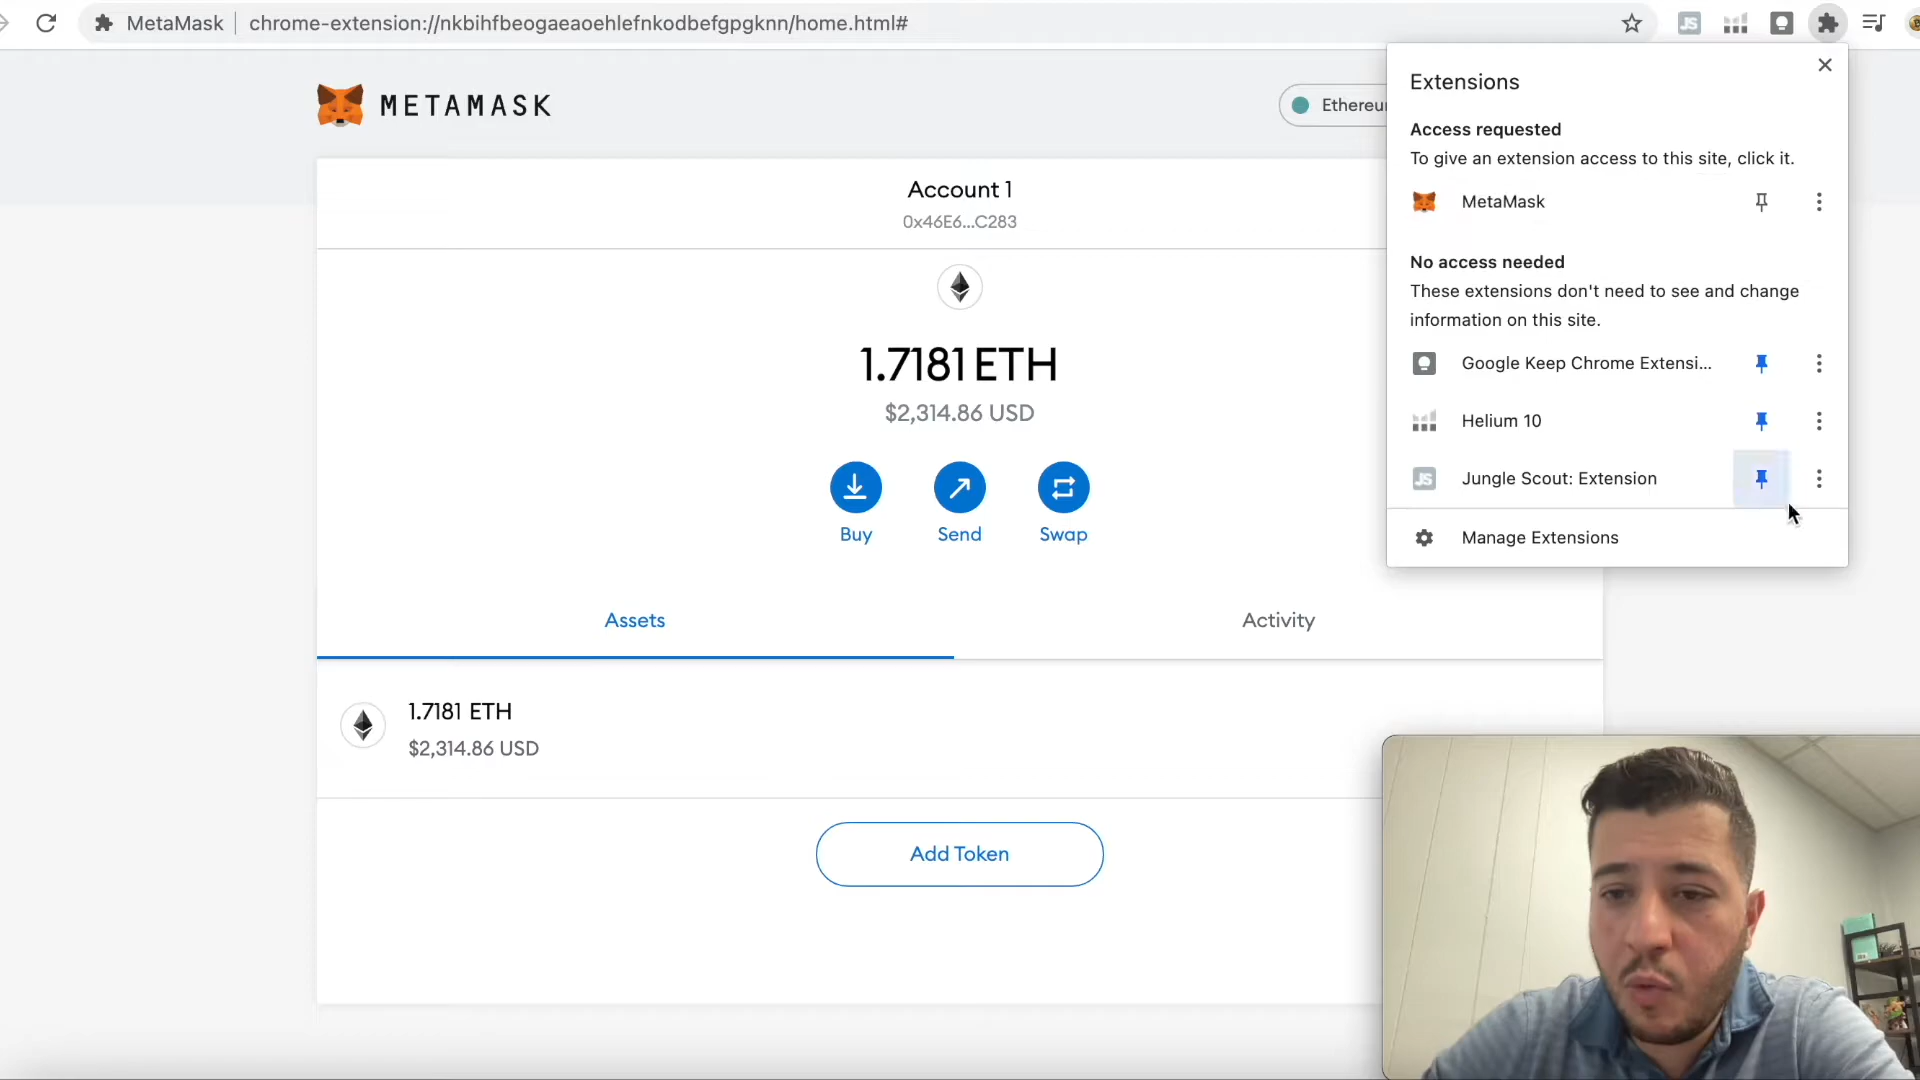 MetaMask
chrome-extension://nkbihfbeogaeaoehlefnkodbefgpgknn/home.html#
JS
METAMASK
Ethereu
Extensions
Access requested
To give an extension access to this site, click it.
MetaMask
No access needed
These extensions don't need to see and change
information on this site.
Google Keep Chrome Extensi...
Helium 10
JS
Jungle Scout: Extension
Manage Extensions
Account 1
0x46E6...C283
1.7181 ETH
$2,314.86 USD
Buy
Send
Swap
Assets
Activity
1.7181 ETH
$2,314.86 USD
Add Token